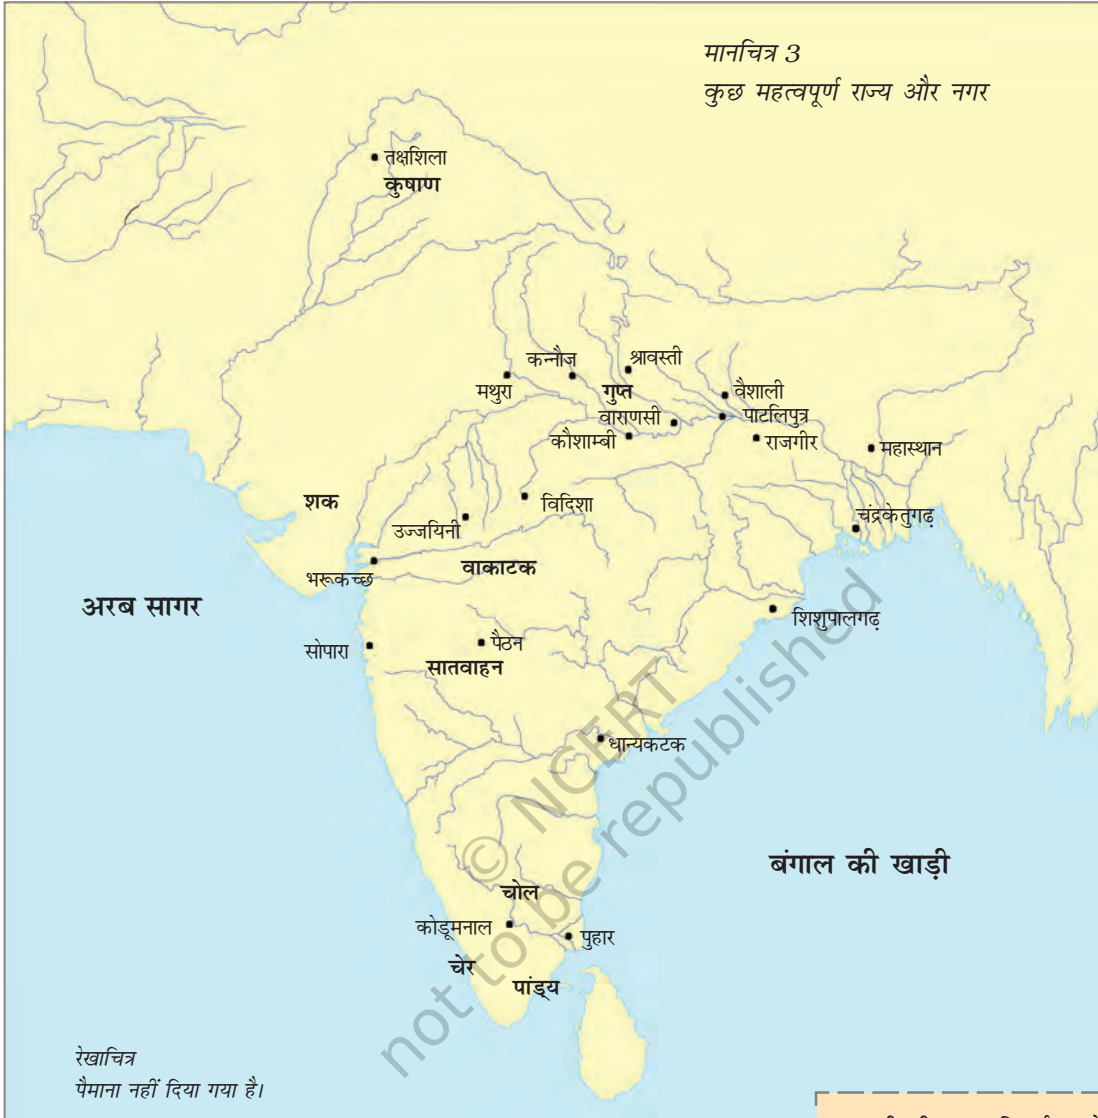 मानचित्र 3
कुछ महत्वपूर्ण राज्य और नगर
तक्षशिला
कुषाण
कन्नौज
श्रावस्ती
मथुरा
गुप्त
वैशाली
वाराणसी
पाटलिपुत्र
कौशाम्बी
राजगीर
महास्थान
शक
विदिशा
उज्जयिनी
चंद्रकेतुगढ़
भरूकच्छ
वाकाटक
अरब सागर
शिशुपालगढ़
सोपारा
पैठन
सातवाहन
धान्यकटक
© NCERT
not to be republished
बंगाल की खाड़ी
चोल
कोडूमनाल
पुहार
चेर
पांड्य
रेखाचित्र
पैमाना नहीं दिया गया है।